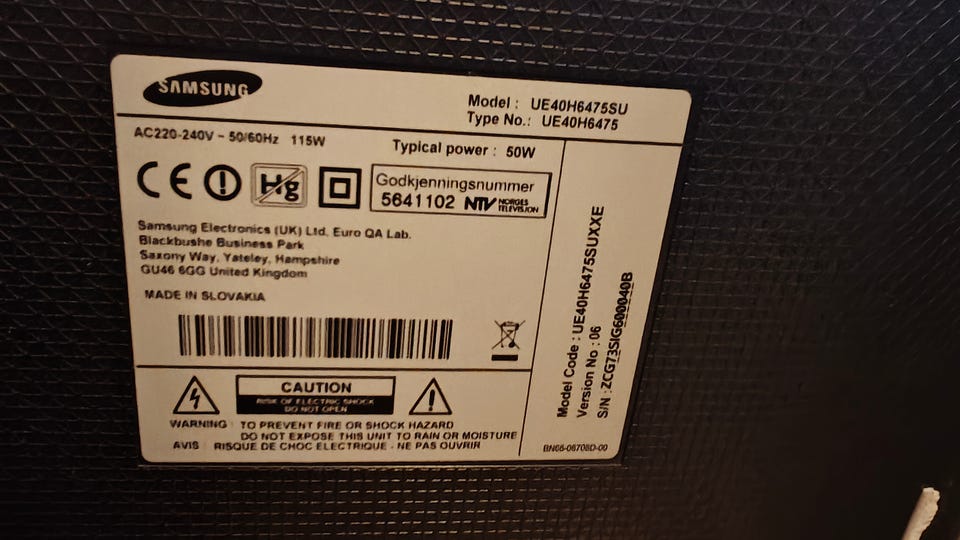 SAMSUNG
Model : UE40H6475SU
Type No.: UE40H6475
AC220-240V ~ 50/60Hz 115W
Typical power : 50W
CE
Hg
Godkjenningsnummer
5641102 NTV NORGES
TELEVISJON
Samsung Electronics (UK) Ltd, Euro QA Lab.
Blackbushe Business Park
Saxony Way, Yateley, Hampshire
GU46 6GG United Kingdom
MADE IN SLOVAKIA
CAUTION
RISK OF ELECTRIC SHOCK
DO NOT OPEN
WARNING : TO PREVENT FIRE OR SHOCK HAZARD
DO NOT EXPOSE THIS UNIT TO RAIN OR MOISTURE
AVIS : RISQUE DE CHOC ELECTRIQUE - NE PAS OUVRIR
Model Code : UE40H6475SUXXE
Version No : 06
S/N :
BN68-06708D-00